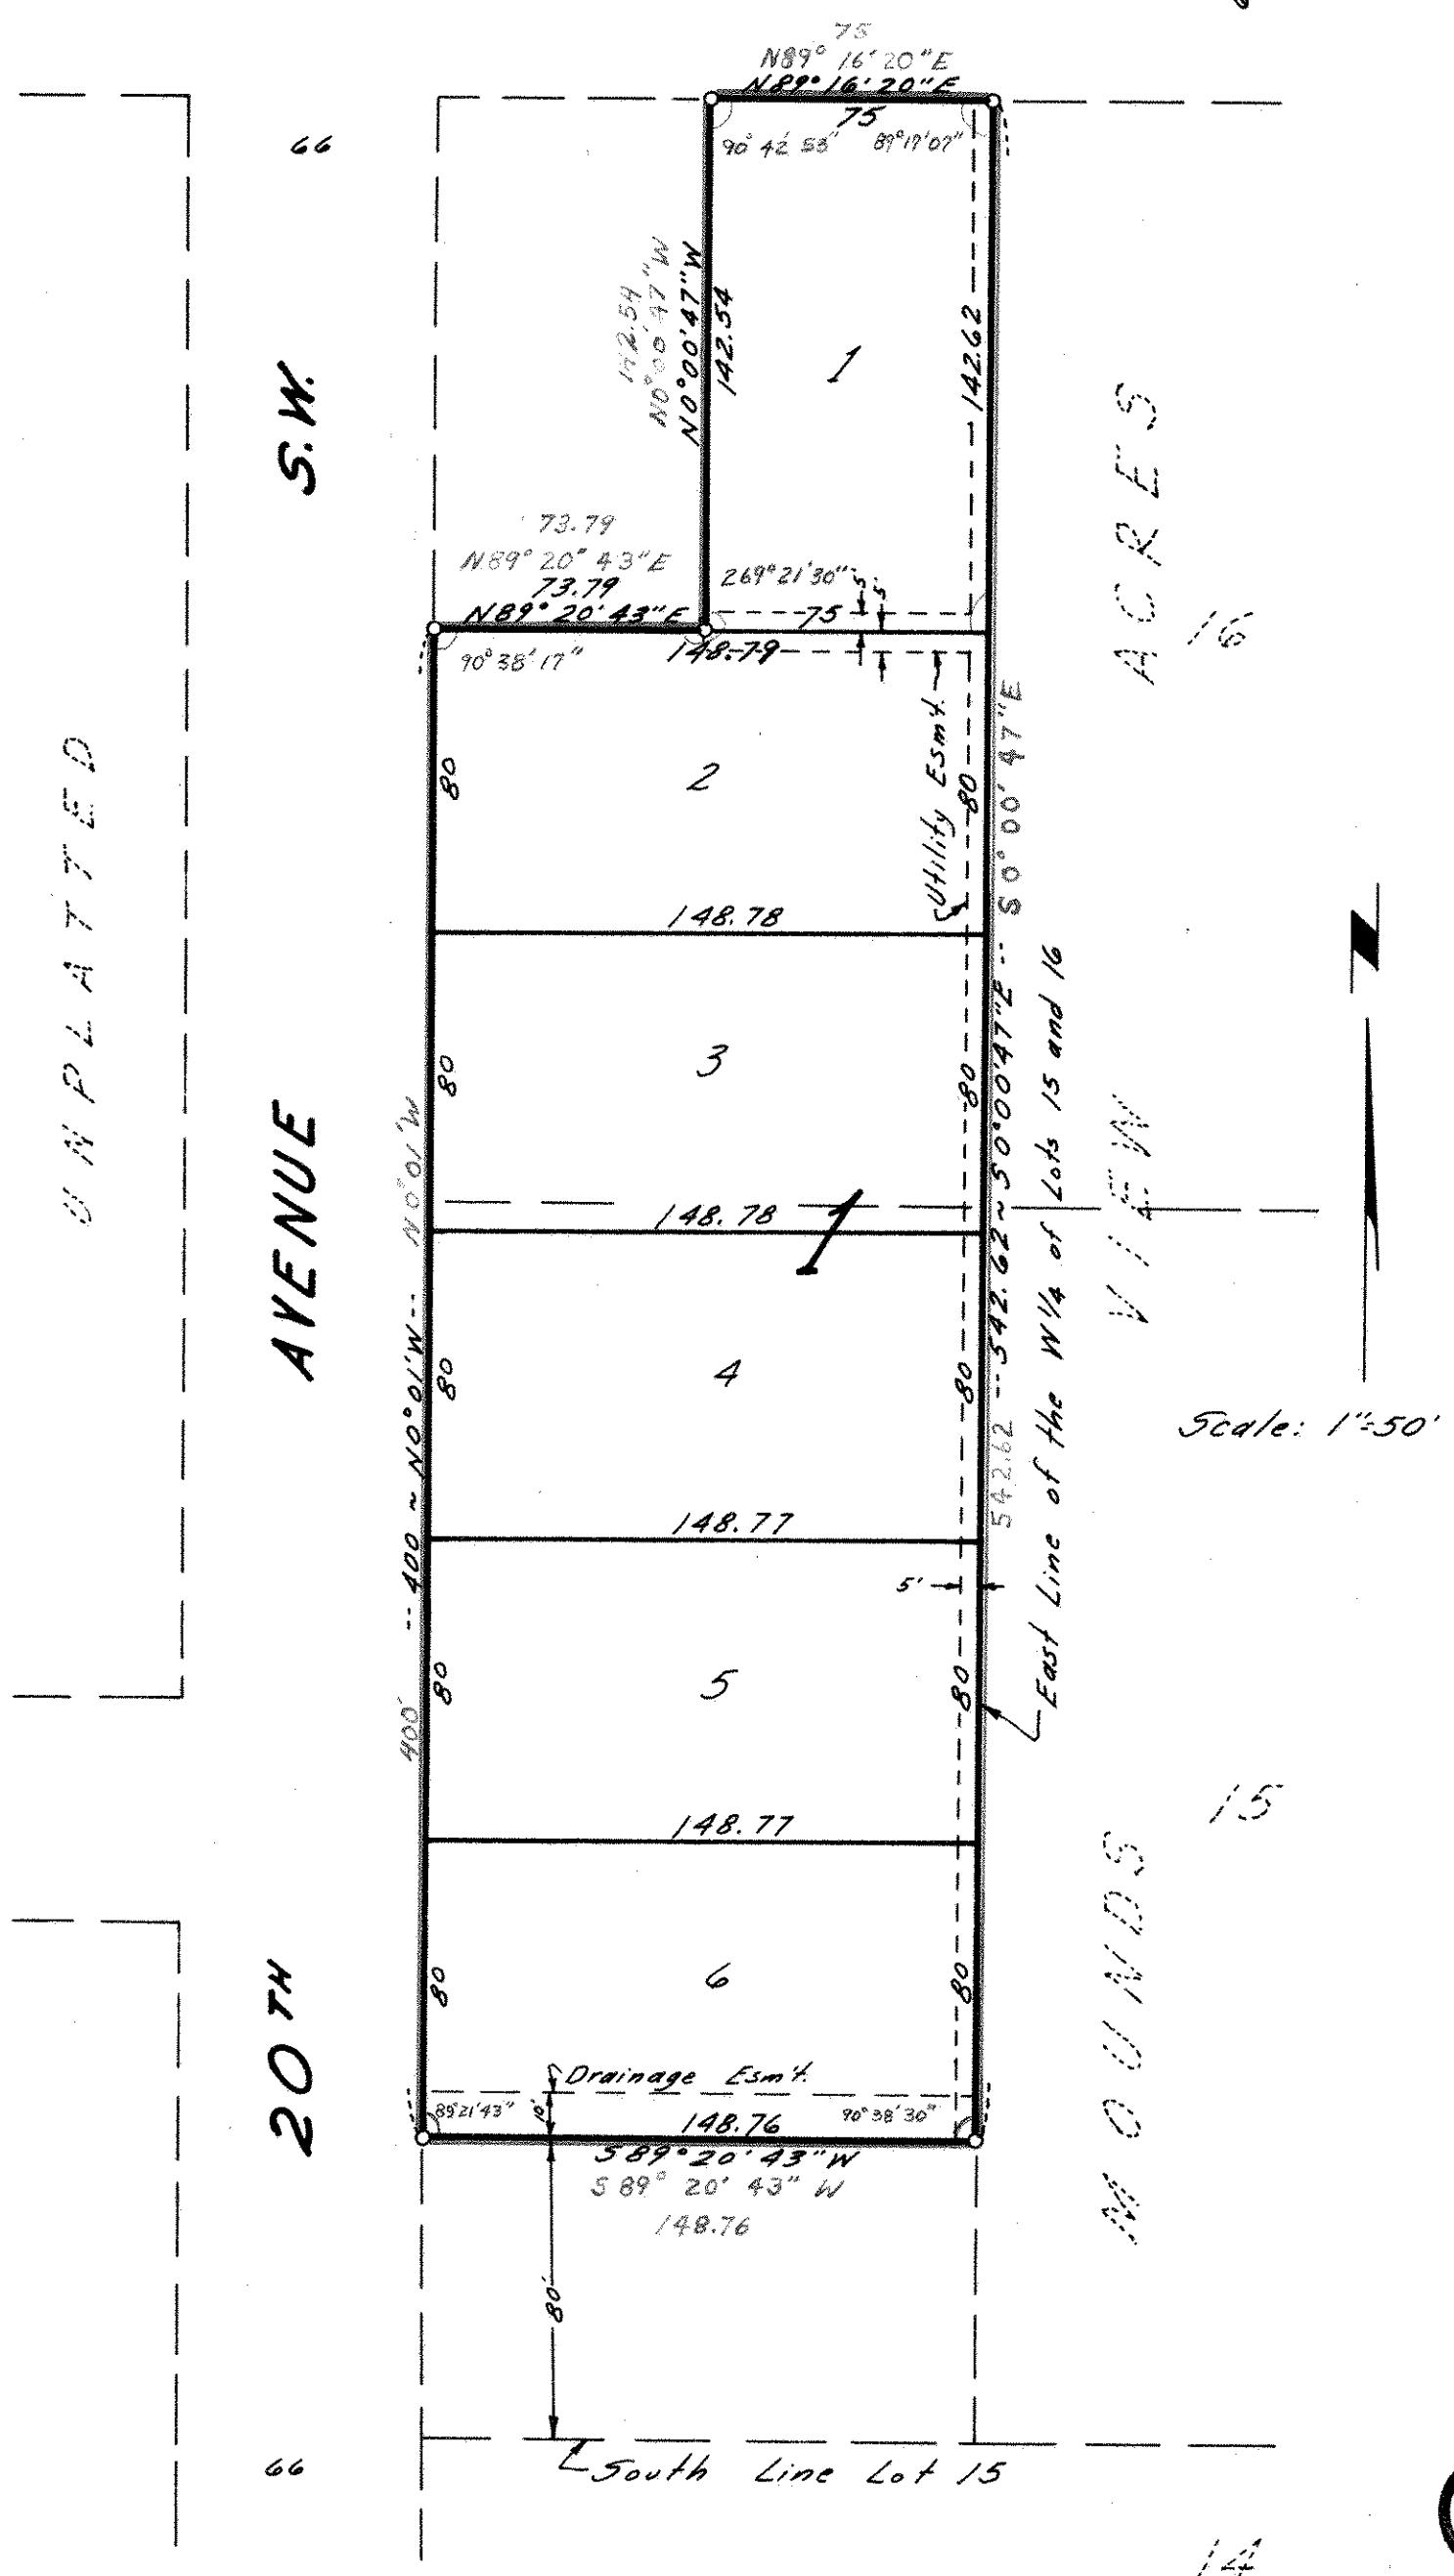 75
N89° 16' 20"E
N89° 16' 20"E
75
90° 42' 53"
89°17'07"
66
142.54
N0°00'47"W
N0°00'47"W
142.54
1
142.62
S.W.
73.79
N89° 20" 43"E
73.79
N89° 20' 43"E
269°21'30"
5'
5'
75
148.79
90°38'17"
ACRES
16
UNPLATTED
80
2
80
Utility Esm't.
S0°00'47"E
148.78
80
3
80
N0°01'W
AVENUE
148.78
1
-- 542.62 ~ S0°00'47"E --
East Line of the W 1/4 of Lots 15 and 16
VIEW
80
4
80
-- 400 ~ N0°01'W --
542.62
Scale: 1"=50'
148.77
5'
80
5
80
400'
148.77
15
80
6
80
MOUNDS
20TH
Drainage Esm't.
89°21'43"
10'
148.76
90°38'30"
S89°20'43"W
S 89° 20' 43" W
148.76
80'
South Line Lot 15
66
14